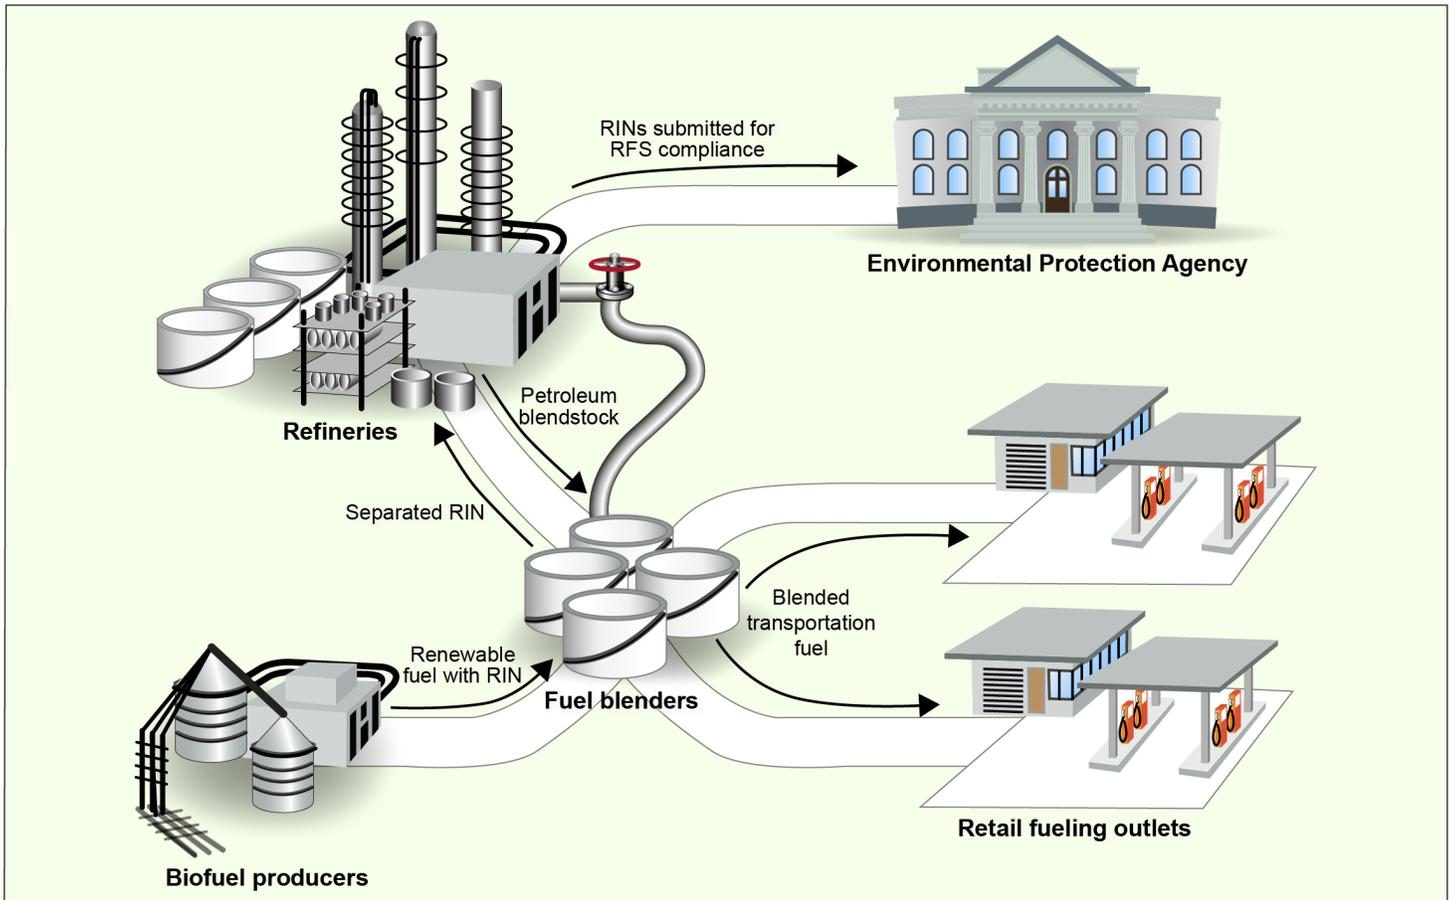 RINs submitted for
RFS compliance
Environmental Protection Agency
Petroleum
blendstock
Refineries
Separated RIN
Blended
transportation
fuel
Renewable
fuel with RIN
Fuel blenders
Retail fueling outlets
Biofuel producers